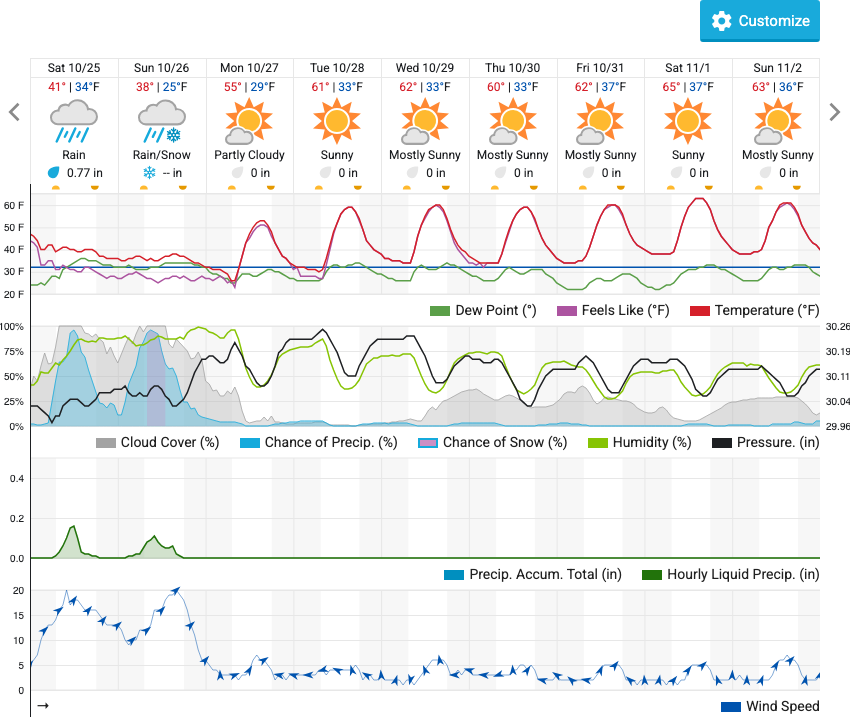 Customize
Sat 10/25 Sun 10/26 Mon 10/27 Tue 10/28 Wed 10/29 Thu 10/30 Fri 10/31 Sat 11/1 Sun 11/2
41° | 34°F 38° | 25°F 55° | 29°F 61° | 33°F 62° | 33°F 60° | 33°F 62° | 37°F 65° | 37°F 63° | 36°F
Rain Rain/Snow Partly Cloudy Sunny Mostly Sunny Mostly Sunny Mostly Sunny Sunny Mostly Sunny
0.77 in -- in 0 in 0 in 0 in 0 in 0 in 0 in 0 in
60 F
50 F
40 F
30 F
20 F
Dew Point (°) Feels Like (°F) Temperature (°F)
100% 30.26
75% 30.19
50% 30.11
25% 30.04
0% 29.96
Cloud Cover (%) Chance of Precip. (%) Chance of Snow (%) Humidity (%) Pressure. (in)
0.4
0.2
0.0
Precip. Accum. Total (in) Hourly Liquid Precip. (in)
20
15
10
5
0
→ Wind Speed